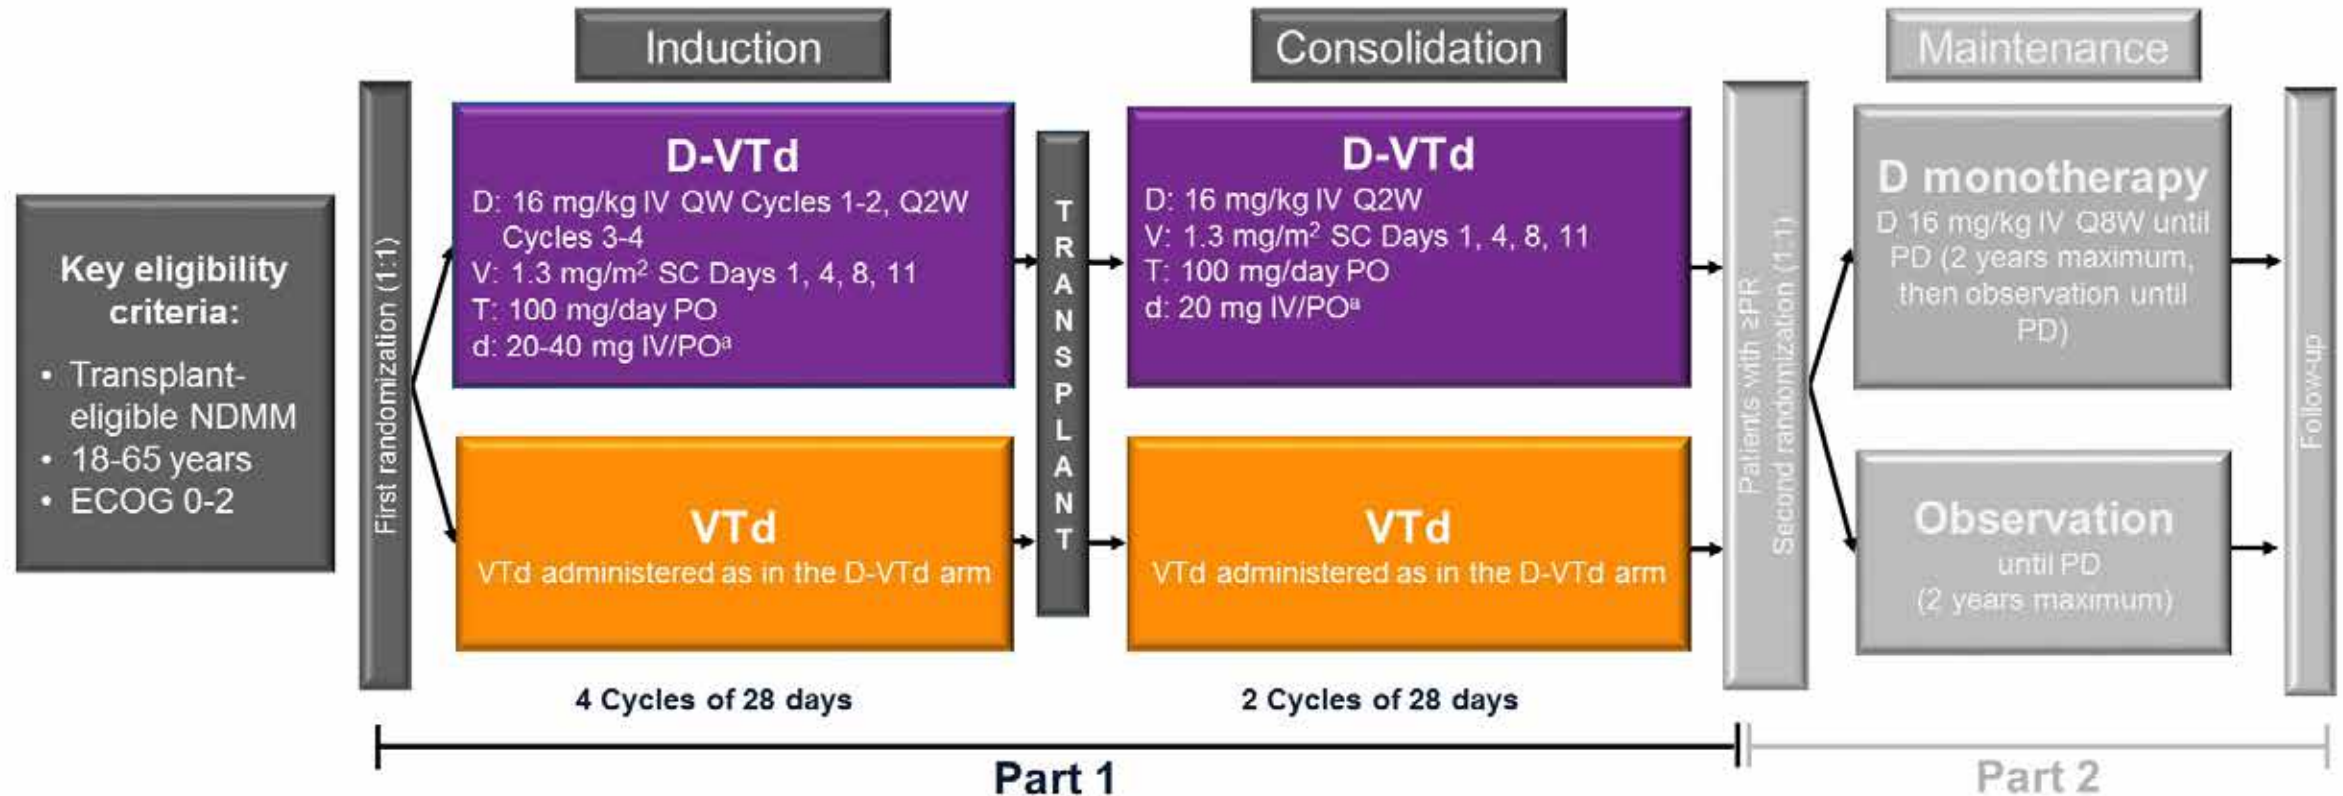 Induction
Consolidation
Maintenance
Key eligibility
criteria:
• Transplant-
eligible NDMM
• 18-65 years
• ECOG 0-2
First randomization (1:1)
D-VTd
D: 16 mg/kg IV QW Cycles 1-2, Q2W
Cycles 3-4
V: 1.3 mg/m² SC Days 1, 4, 8, 11
T: 100 mg/day PO
d: 20-40 mg IV/POᵃ
VTd
VTd administered as in the D-VTd arm
TRANSPLANT
D-VTd
D: 16 mg/kg IV Q2W
V: 1.3 mg/m² SC Days 1, 4, 8, 11
T: 100 mg/day PO
d: 20 mg IV/POᵃ
VTd
VTd administered as in the D-VTd arm
Patients with ≥PR
Second randomization (1:1)
D monotherapy
D 16 mg/kg IV Q8W until
PD (2 years maximum,
then observation until
PD)
Observation
until PD
(2 years maximum)
Follow-up
4 Cycles of 28 days
2 Cycles of 28 days
Part 1
Part 2